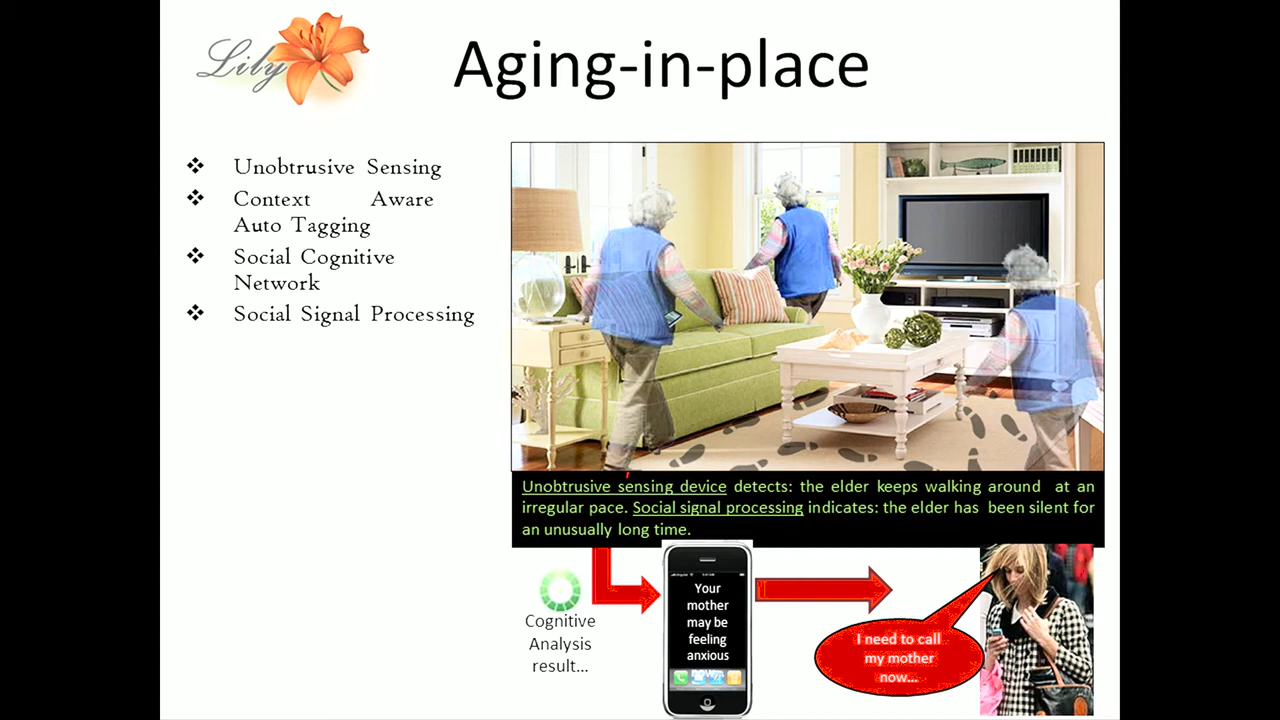 Lily
Aging-in-place
Unobtrusive Sensing
Context Aware
Auto Tagging
Social Cognitive
Network
Social Signal Processing
Unobtrusive sensing device detects: the elder keeps walking around at an
irregular pace. Social signal processing indicates: the elder has been silent for
an unusually long time.
Cognitive
Analysis
result...
Your
mother
may be
feeling
anxious
now...
I need to call
my mother
now...